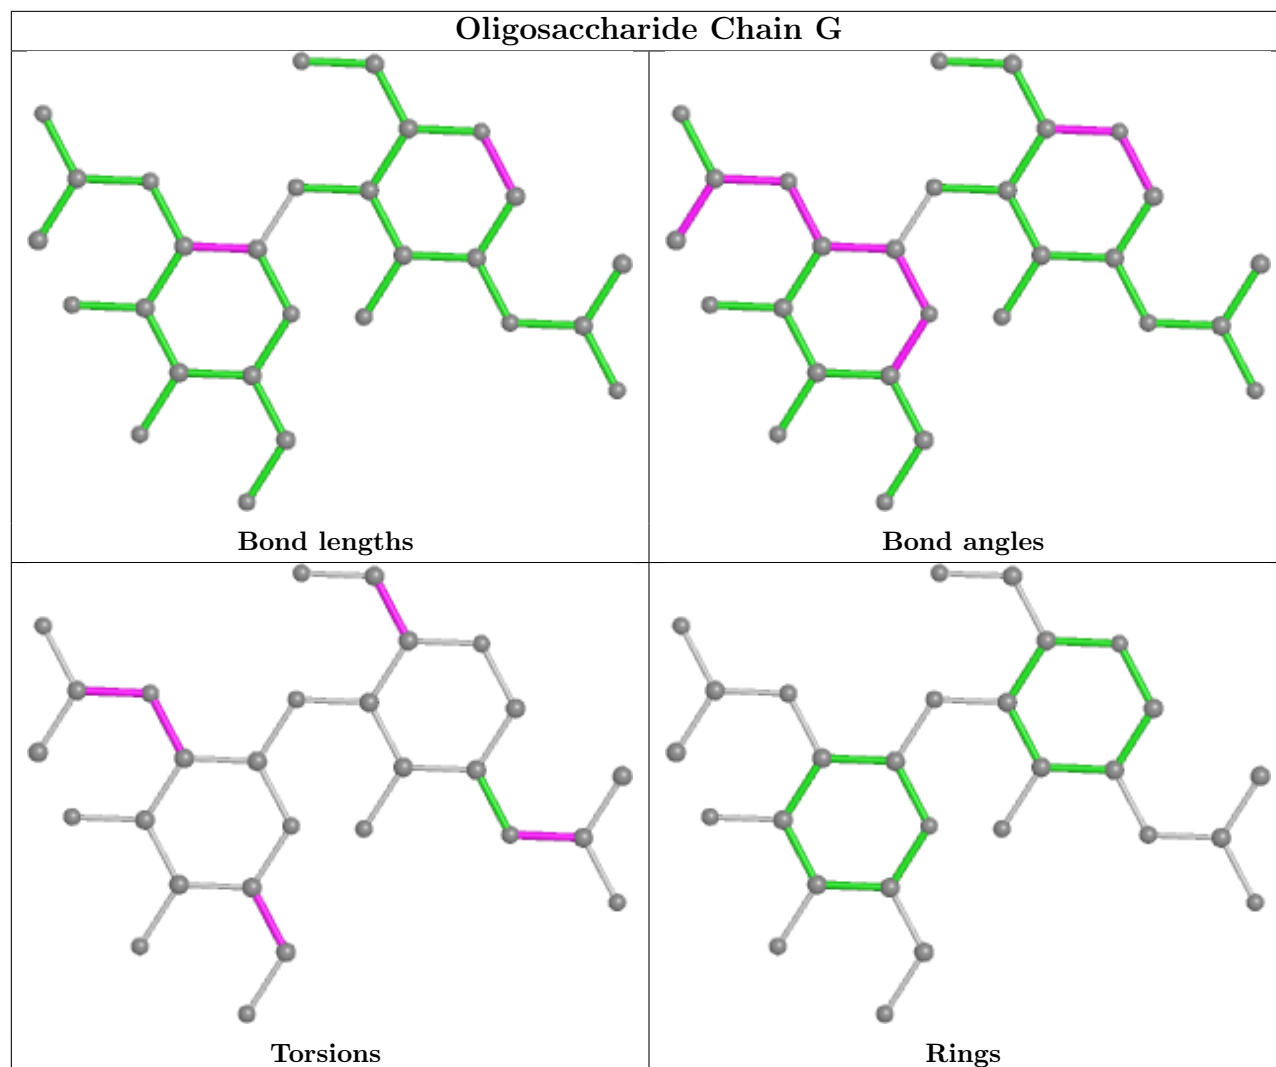 Oligosaccharide Chain G
Bond lengths
Bond angles
Torsions
Rings